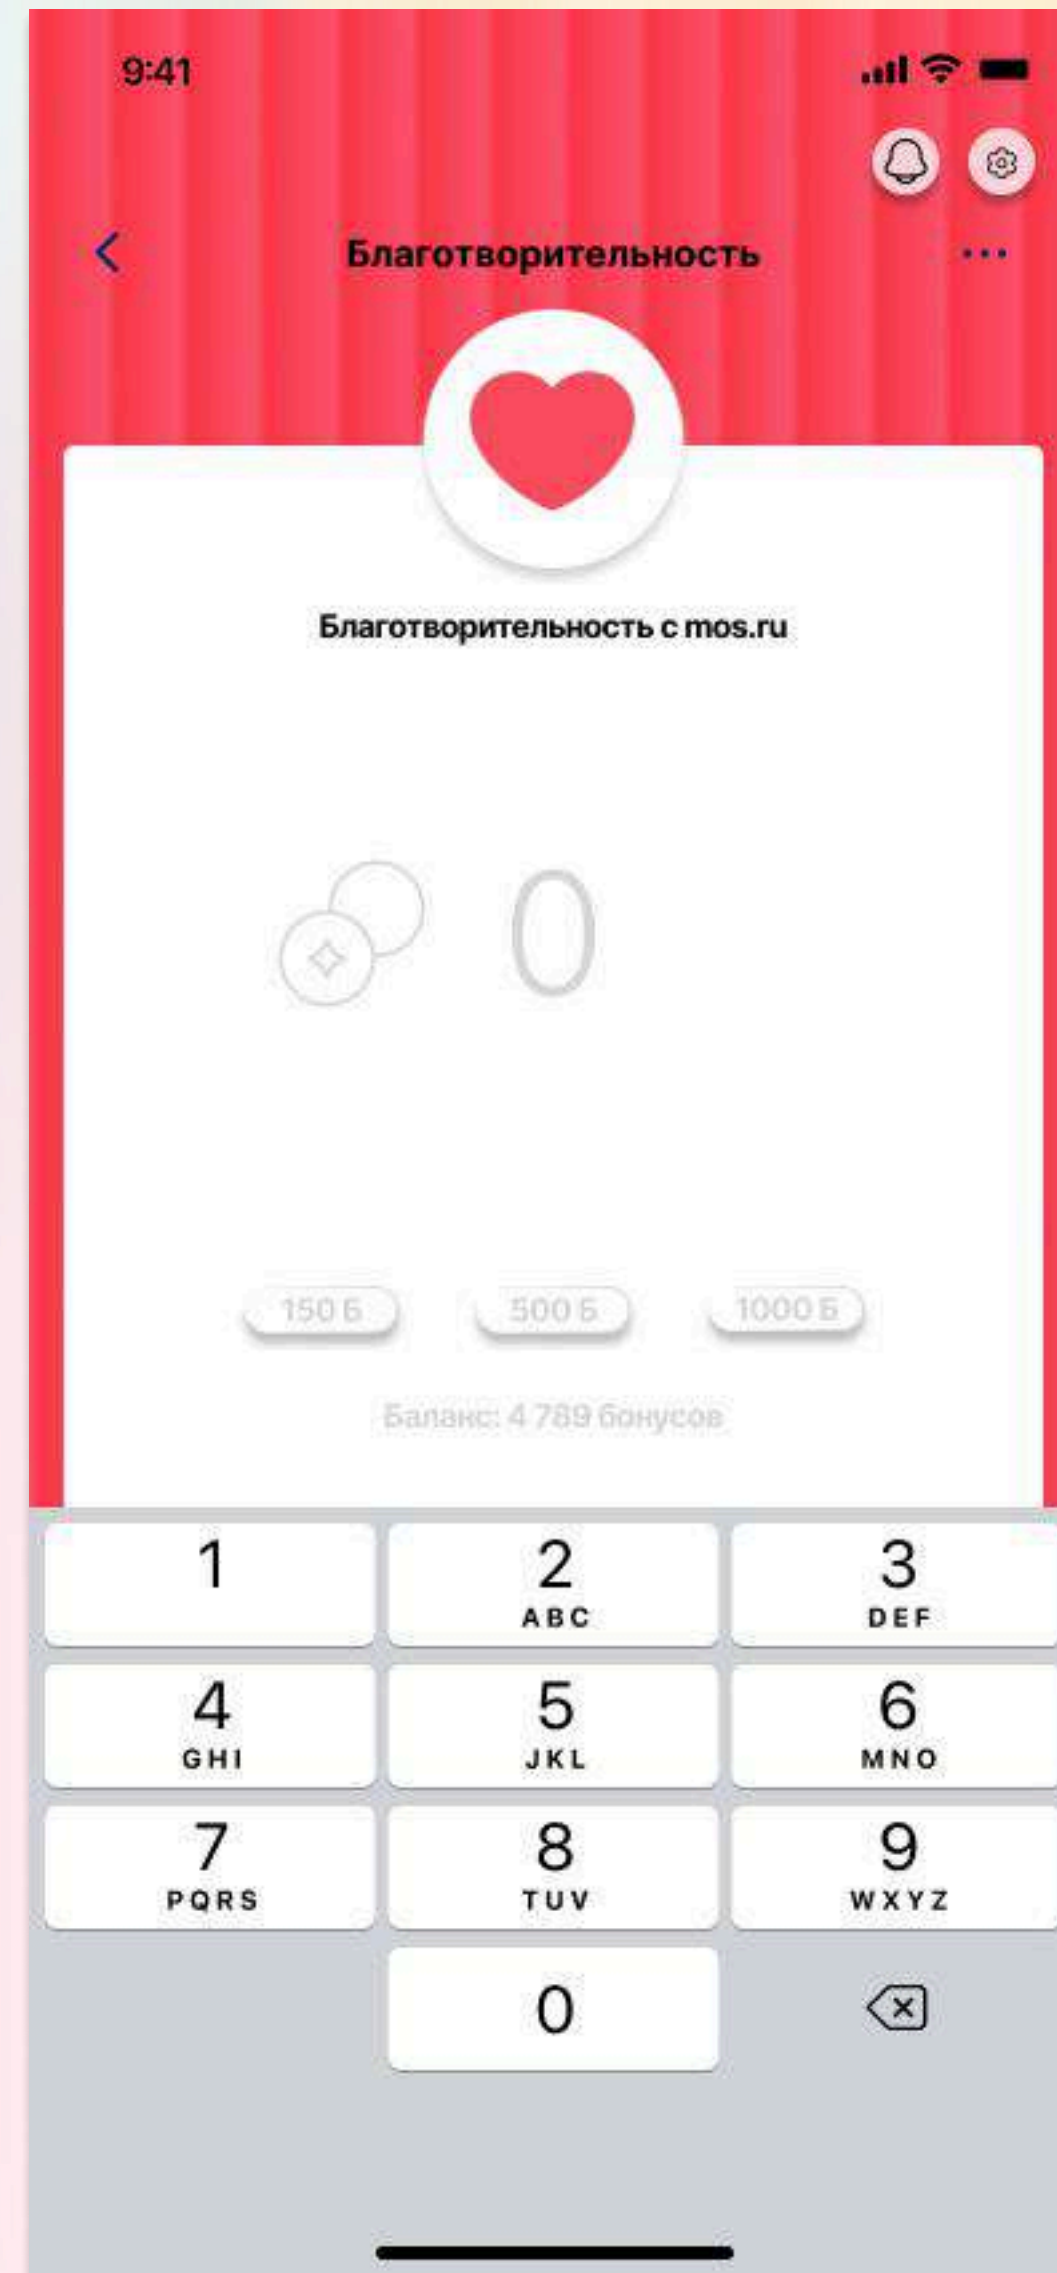 9:41
Благотворительность
Благотворительность с mos.ru
0
150 Б 500 Б 1000 Б
Баланс: 4 789 бонусов
1 2 3
ABC DEF
4 5 6
GHI JKL MNO
7 8 9
PQRS TUV WXYZ
0